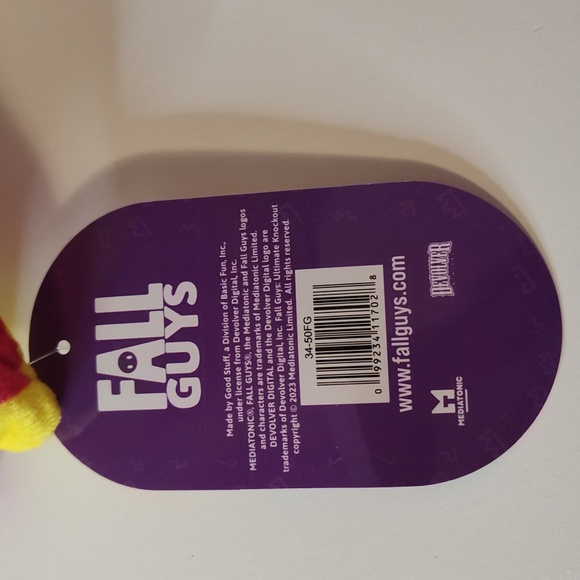 FALL
GUYS
Made by Good Stuff, a Division of Basic Fun, Inc.,
under license from Devolver Digital, Inc.
MEDIATONIC®, FALL GUYS®, the Mediatonic and Fall Guys logos
and characters are trademarks of Mediatonic Limited.
DEVOLVER DIGITAL and the Devolver Digital logo are
trademarks of Devolver Digital, Inc. Fall Guys: Ultimate Knockout
copyright © 2023 Mediatonic Limited. All rights reserved.
34-50FG
0 99234 11702 8
www.fallguys.com
MEDIATONIC
DEVOLVER